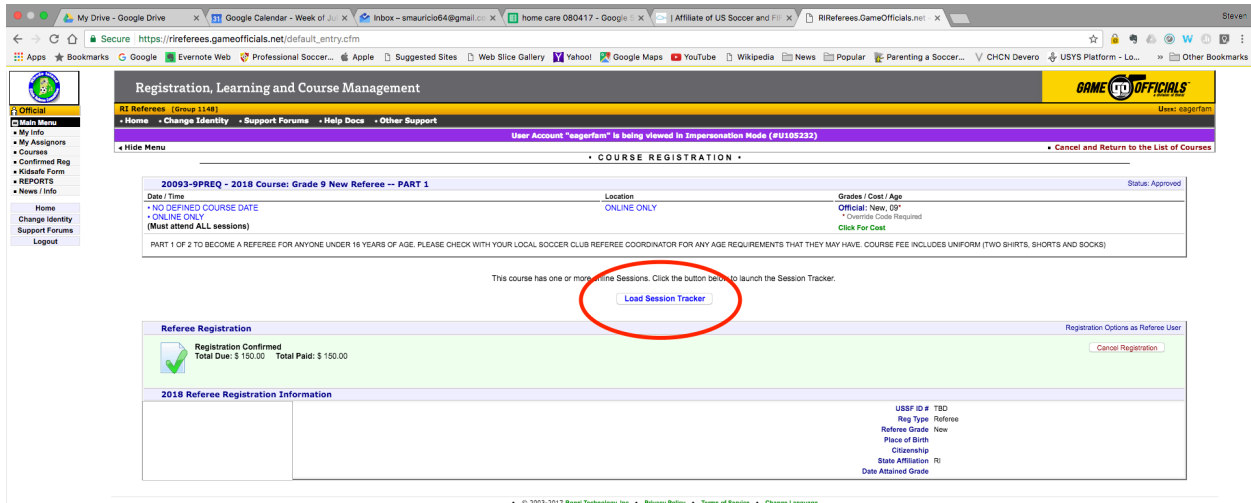 My Drive - Google Drive
Google Calendar - Week of Ju
Inbox – smauricio64@gmail.co
home care 080417 - Google S
| Affiliate of US Soccer and FI
RIReferees.GameOfficials.net -
Steven
Secure https://rireferees.gameofficials.net/default_entry.cfm
Apps Bookmarks Google Evernote Web Professional Soccer... Apple Suggested Sites Web Slice Gallery Yahoo! Google Maps YouTube Wikipedia News Popular Parenting a Soccer... CHCN Devero USYS Platform - Lo... » Other Bookmarks
Registration, Learning and Course Management
GAME OFFICIALS
Official
RI Referees [Group 1148]
User: eagerfam
Main Menu
• Home • Change Identity • Support Forums • Help Docs • Other Support
User Account "eagerfam" is being viewed in Impersonation Mode (#U105232)
Hide Menu
Cancel and Return to the List of Courses
My Info
My Assignors
Courses
Confirmed Reg
Kidsafe Form
REPORTS
News / Info
Home
Change Identity
Support Forums
Logout
• COURSE REGISTRATION •
20093-9PREQ - 2018 Course: Grade 9 New Referee -- PART 1
Status: Approved
Date / Time Location Grades / Cost / Age
• NO DEFINED COURSE DATE ONLINE ONLY Official: New, 09*
• ONLINE ONLY * Override Code Required
(Must attend ALL sessions) Click For Cost
PART 1 OF 2 TO BECOME A REFEREE FOR ANYONE UNDER 16 YEARS OF AGE. PLEASE CHECK WITH YOUR LOCAL SOCCER CLUB REFEREE COORDINATOR FOR ANY AGE REQUIREMENTS THAT THEY MAY HAVE. COURSE FEE INCLUDES UNIFORM (TWO SHIRTS, SHORTS AND SOCKS)
This course has one or more online Sessions. Click the button below to launch the Session Tracker.
Load Session Tracker
Referee Registration
Registration Options as Referee User
Registration Confirmed
Total Due: $ 150.00 Total Paid: $ 150.00
Cancel Registration
2018 Referee Registration Information
USSF ID # TBD
Reg Type Referee
Referee Grade New
Place of Birth
Citizenship
State Affiliation RI
Date Attained Grade
• © 2003-2017 Bonzi Technology, Inc. • Privacy Policy • Terms of Service • Change Language